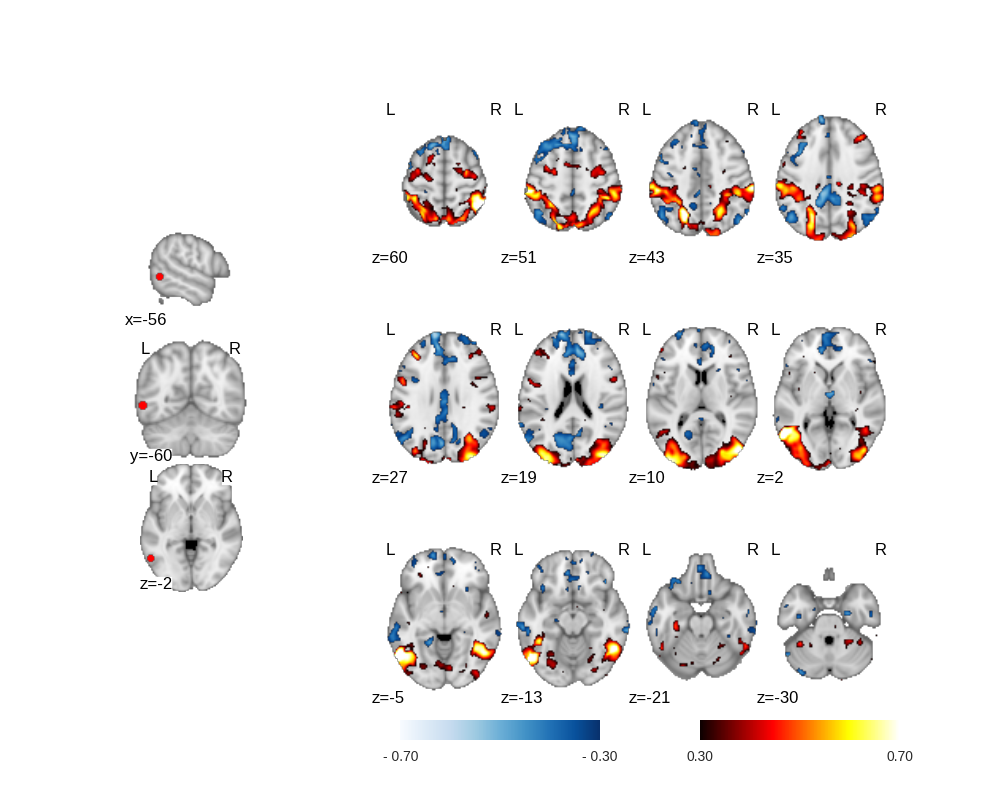 L R L R L R L R
z=60 z=51 z=43 z=35
x=-56
L R
y=-60
L R
z=-2
L R L R L R L R
z=27 z=19 z=10 z=2
L R L R L R L R
z=-5 z=-13 z=-21 z=-30
- 0.70 - 0.30 0.30 0.70